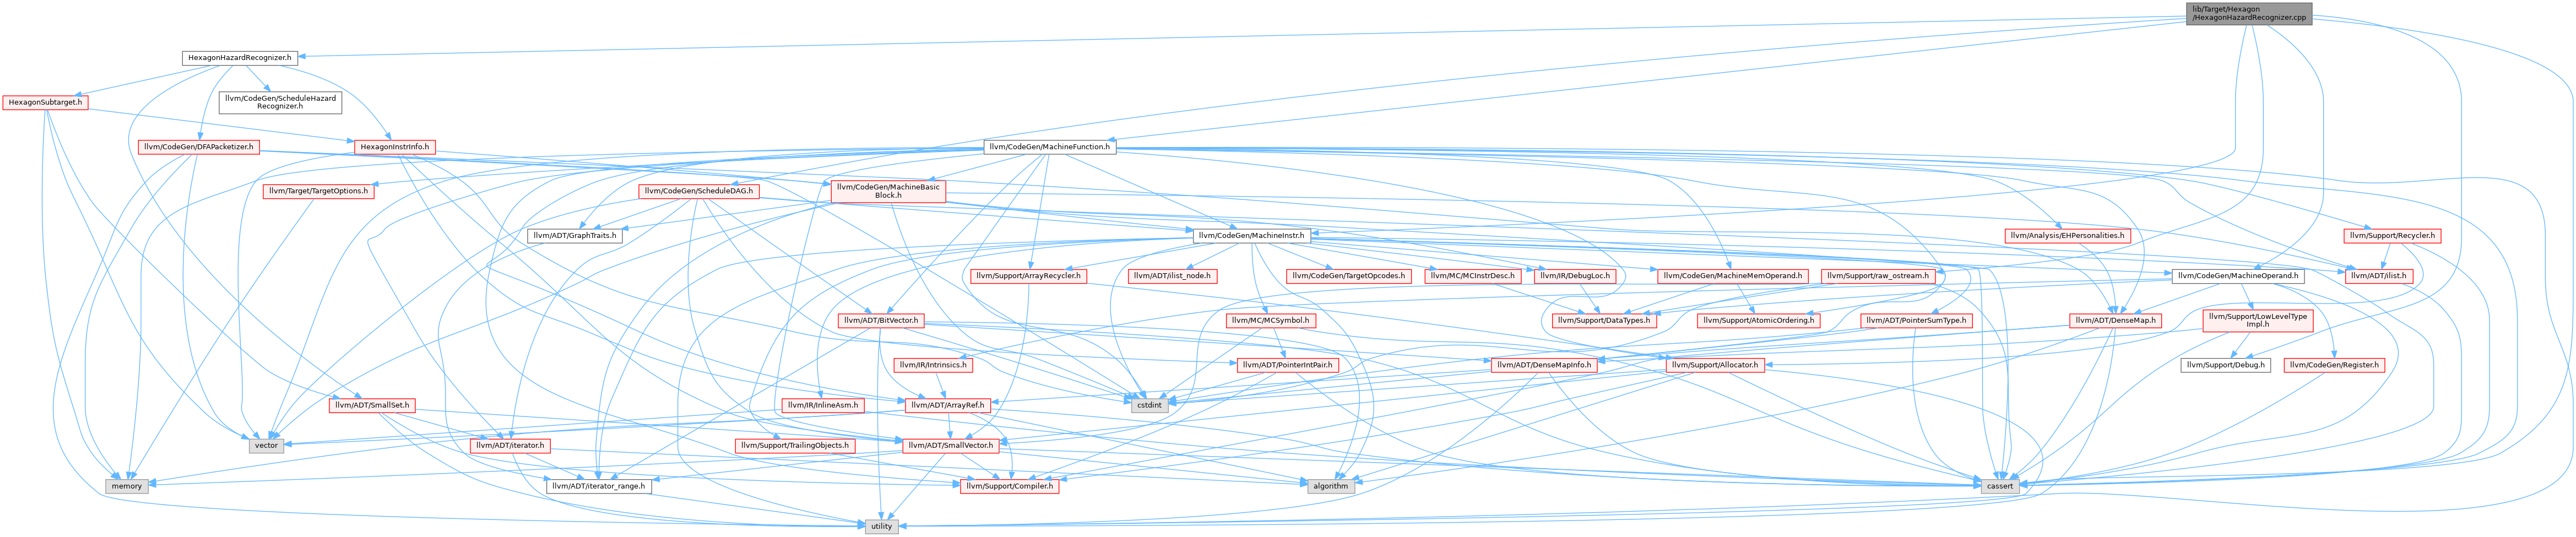 lib/Target/Hexagon
/HexagonHazardRecognizer.cpp
HexagonHazardRecognizer.h
HexagonSubtarget.h
llvm/CodeGen/ScheduleHazard
Recognizer.h
llvm/CodeGen/DFAPacketizer.h
HexagonInstrInfo.h
llvm/CodeGen/MachineFunction.h
llvm/Target/TargetOptions.h
llvm/CodeGen/ScheduleDAG.h
llvm/CodeGen/MachineBasic
Block.h
llvm/ADT/GraphTraits.h
llvm/CodeGen/MachineInstr.h
llvm/Analysis/EHPersonalities.h
llvm/Support/Recycler.h
llvm/Support/ArrayRecycler.h
llvm/ADT/ilist_node.h
llvm/CodeGen/TargetOpcodes.h
llvm/MC/MCInstrDesc.h
llvm/IR/DebugLoc.h
llvm/CodeGen/MachineMemOperand.h
llvm/Support/raw_ostream.h
llvm/CodeGen/MachineOperand.h
llvm/ADT/ilist.h
llvm/ADT/BitVector.h
llvm/MC/MCSymbol.h
llvm/Support/DataTypes.h
llvm/Support/AtomicOrdering.h
llvm/ADT/PointerSumType.h
llvm/ADT/DenseMap.h
llvm/Support/LowLevelType
Impl.h
llvm/IR/Intrinsics.h
llvm/ADT/PointerIntPair.h
llvm/ADT/DenseMapInfo.h
llvm/Support/Allocator.h
llvm/Support/Debug.h
llvm/CodeGen/Register.h
llvm/ADT/SmallSet.h
llvm/IR/InlineAsm.h
llvm/ADT/ArrayRef.h
cstdint
vector
llvm/ADT/iterator.h
llvm/Support/TrailingObjects.h
llvm/ADT/SmallVector.h
memory
llvm/ADT/iterator_range.h
llvm/Support/Compiler.h
algorithm
cassert
utility